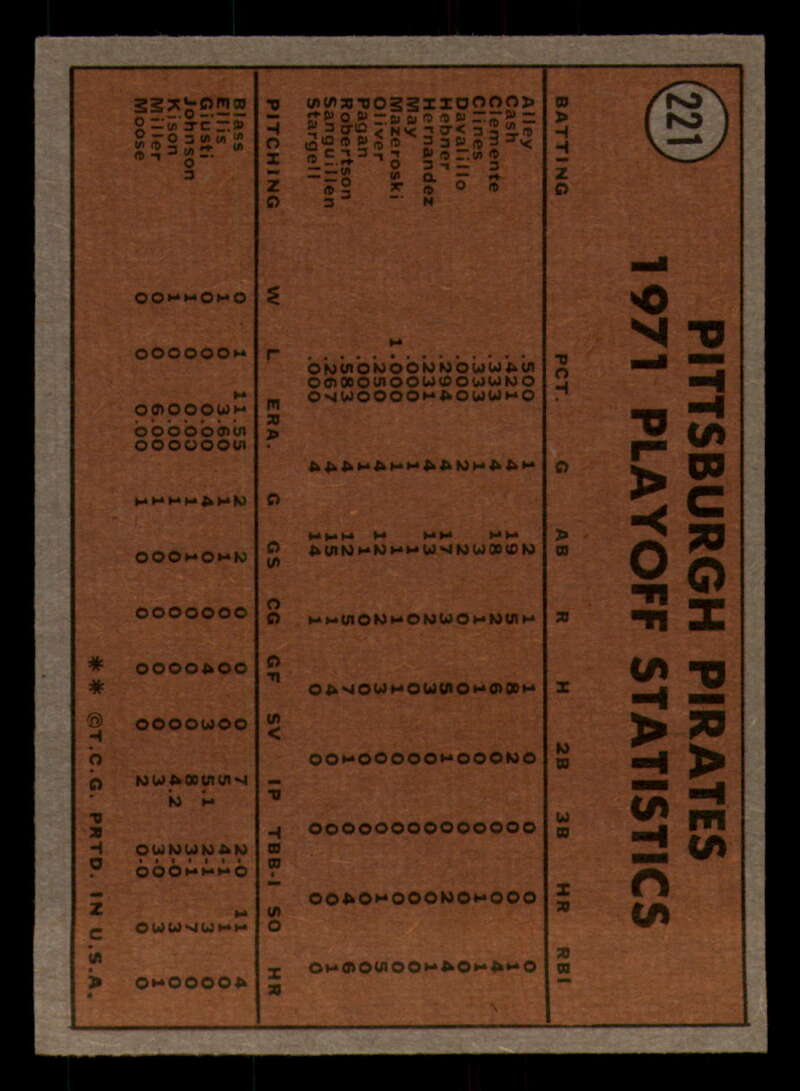 221
PITTSBURGH PIRATES
1971 PLAYOFF STATISTICS
BATTING PCT. G AB R H 2B 3B HR RBI
Alley .500 1 2 1 1 0 0 0 0
Cash .421 4 19 5 8 2 0 0 1
Clemente .333 4 18 2 6 0 0 0 4
Clines .333 1 3 1 1 0 0 1 1
Davalillo .000 2 2 0 0 0 0 0 0
Hebner .294 4 17 3 5 1 0 2 4
Hernandez .231 4 13 2 3 0 0 0 1
May .000 1 1 0 0 0 0 0 0
Mazeroski 1.000 1 1 1 1 0 0 0 0
Oliver .250 4 12 2 3 0 0 1 5
Pagan .000 1 1 0 0 0 0 0 0
Robertson .583 4 12 5 7 1 0 4 6
Sanguillen .267 4 15 1 4 0 0 0 1
Stargell .000 4 14 1 0 0 0 0 0
PITCHING W L ERA. G GS CG GF SV IP TBB-I SO HR
Blass 0 1 11.55 2 2 0 0 0 7 2-0 11 4
Ellis 1 0 3.60 1 1 0 0 0 5 4-1 1 0
Giusti 0 0 0.00 4 0 0 4 3 5.1 2-1 3 0
Johnson 1 0 0.00 1 1 0 0 0 8 3-1 7 0
Kison 1 0 0.00 1 0 0 0 0 4.2 2-0 3 0
Miller 0 0 6.00 1 0 0 0 0 3 3-0 3 1
Moose 0 0 0.00 1 0 0 0 0 2 0-0 0 0
** ©T.C.G. PRTD. IN U.S.A.